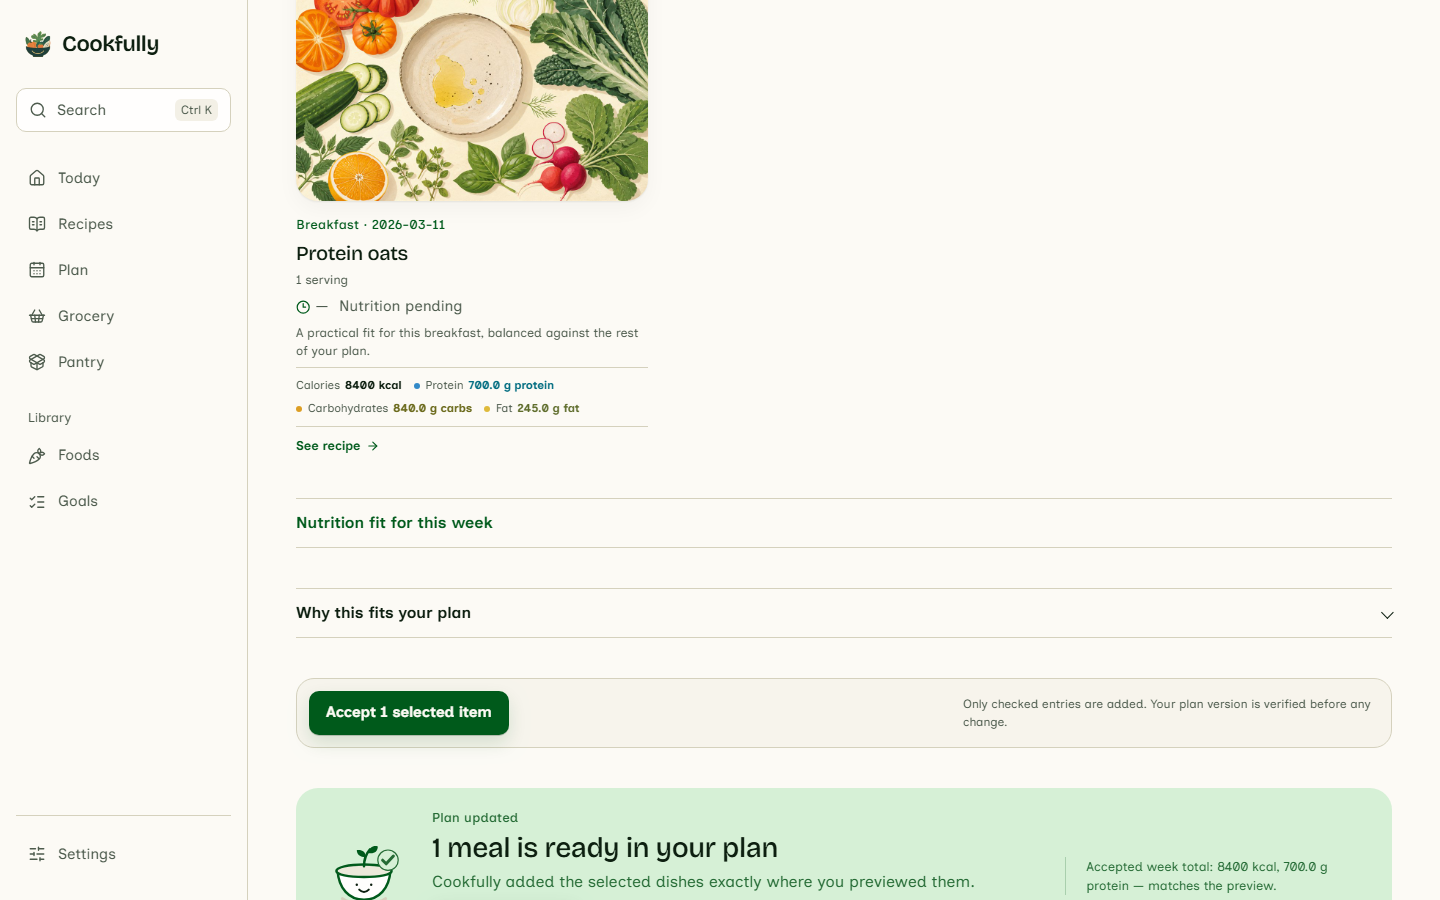 Cookfully
Search
Ctrl K
Today
Recipes
Plan
Grocery
Pantry
Library
Foods
Goals
Settings
Breakfast · 2026-03-11
Protein oats
1 serving
— Nutrition pending
A practical fit for this breakfast, balanced against the rest
of your plan.
Calories 8400 kcal Protein 700.0 g protein
Carbohydrates 840.0 g carbs Fat 245.0 g fat
See recipe →
Nutrition fit for this week
Why this fits your plan
Accept 1 selected item
Only checked entries are added. Your plan version is verified before any
change.
Plan updated
1 meal is ready in your plan
Cookfully added the selected dishes exactly where you previewed them.
Accepted week total: 8400 kcal, 700.0 g
protein — matches the preview.